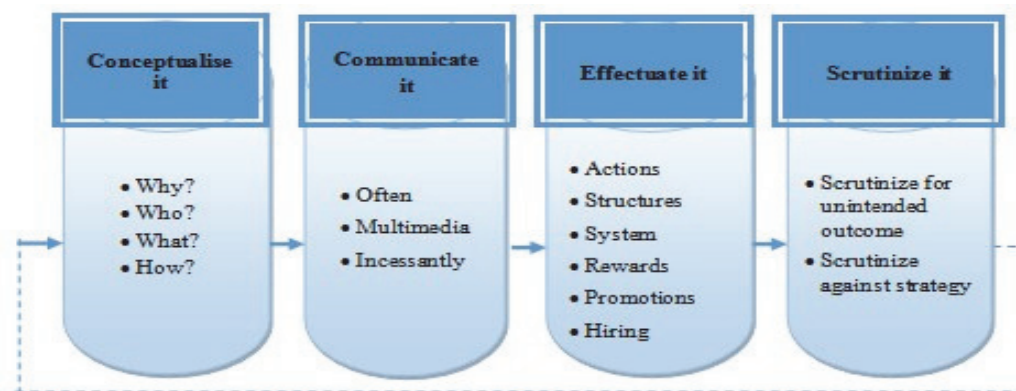 Conceptualise
it
• Why?
• Who?
• What?
• How?
Communicate
it
• Often
• Multimedia
• Incessantly
Effectuate it
• Actions
• Structures
• System
• Rewards
• Promotions
• Hiring
Scrutinize it
• Scrutinize for
unintended
outcome
• Scrutinize
against strategy